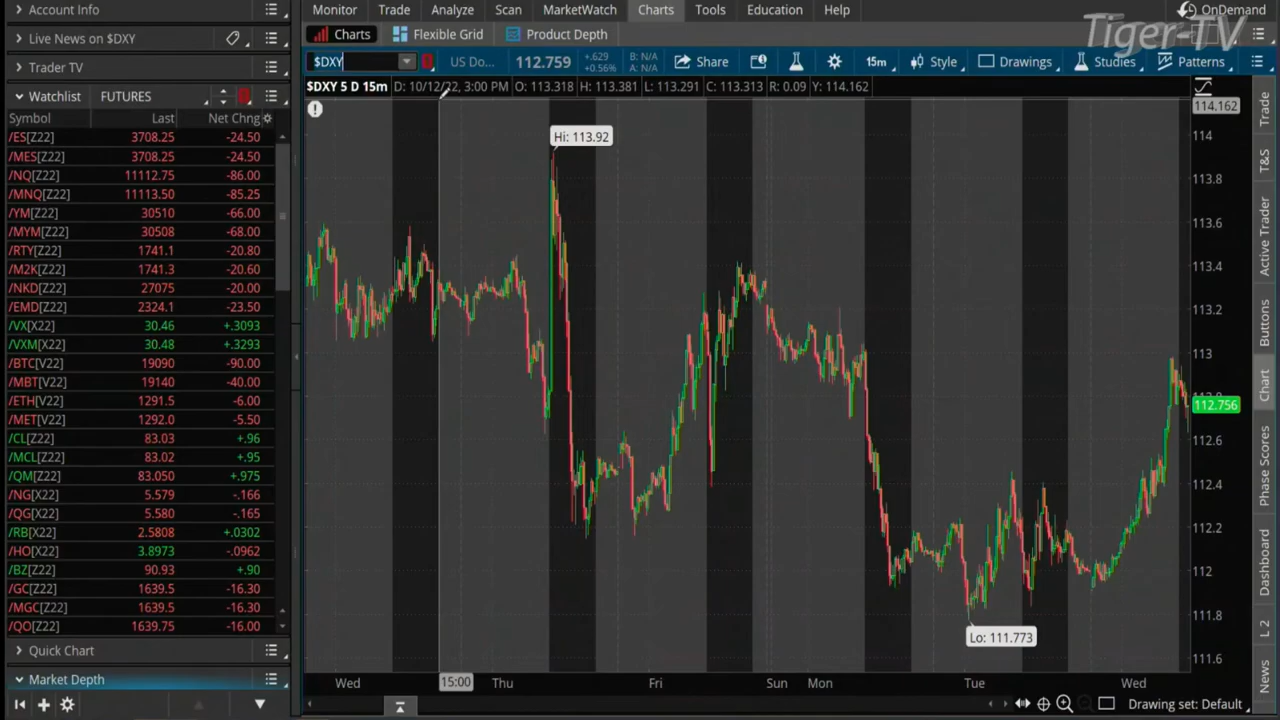 Account Info
Monitor Trade Analyze Scan MarketWatch Charts Tools Education Help OnDemand
Tiger-TV
Live News on $DXY
Charts Flexible Grid Product Depth
Trader TV
$DXY US Do... 112.759 +.629 +0.56% B: N/A A: N/A Share 15m Style Drawings Studies Patterns
$DXY 5 D 15m D: 10/12/22, 3:00 PM O: 113.318 H: 113.381 L: 113.291 C: 113.313 R: 0.09 Y: 114.162
Watchlist FUTURES
Symbol Last Net Chng
/ES[Z22] 3708.25 -24.50
/MES[Z22] 3708.25 -24.50
/NQ[Z22] 11112.75 -86.00
/MNQ[Z22] 11113.50 -85.25
/YM[Z22] 30510 -66.00
/MYM[Z22] 30508 -68.00
/RTY[Z22] 1741.1 -20.80
/M2K[Z22] 1741.3 -20.60
/NKD[Z22] 27075 -20.00
/EMD[Z22] 2324.1 -23.50
/VX[X22] 30.46 +.3093
/VXM[X22] 30.48 +.3293
/BTC[V22] 19090 -90.00
/MBT[V22] 19140 -40.00
/ETH[V22] 1291.5 -6.00
/MET[V22] 1292.0 -5.50
/CL[Z22] 83.03 +.96
/MCL[Z22] 83.02 +.95
/QM[Z22] 83.050 +.975
/NG[X22] 5.579 -.166
/QG[X22] 5.580 -.165
/RB[X22] 2.5808 +.0302
/HO[X22] 3.8973 -.0962
/BZ[Z22] 90.93 +.90
/GC[Z22] 1639.5 -16.30
/MGC[Z22] 1639.5 -16.30
/QO[Z22] 1639.75 -16.00
Quick Chart
Market Depth
Hi: 113.92
Lo: 111.773
114.162
114
113.8
113.6
113.4
113.2
113
112.756
112.6
112.4
112.2
112
111.8
111.6
Wed 15:00 Thu Fri Sun Mon Tue Wed
Drawing set: Default
Trade
T&S
Active Trader
Buttons
Chart
Phase Scores
Dashboard
L 2
News